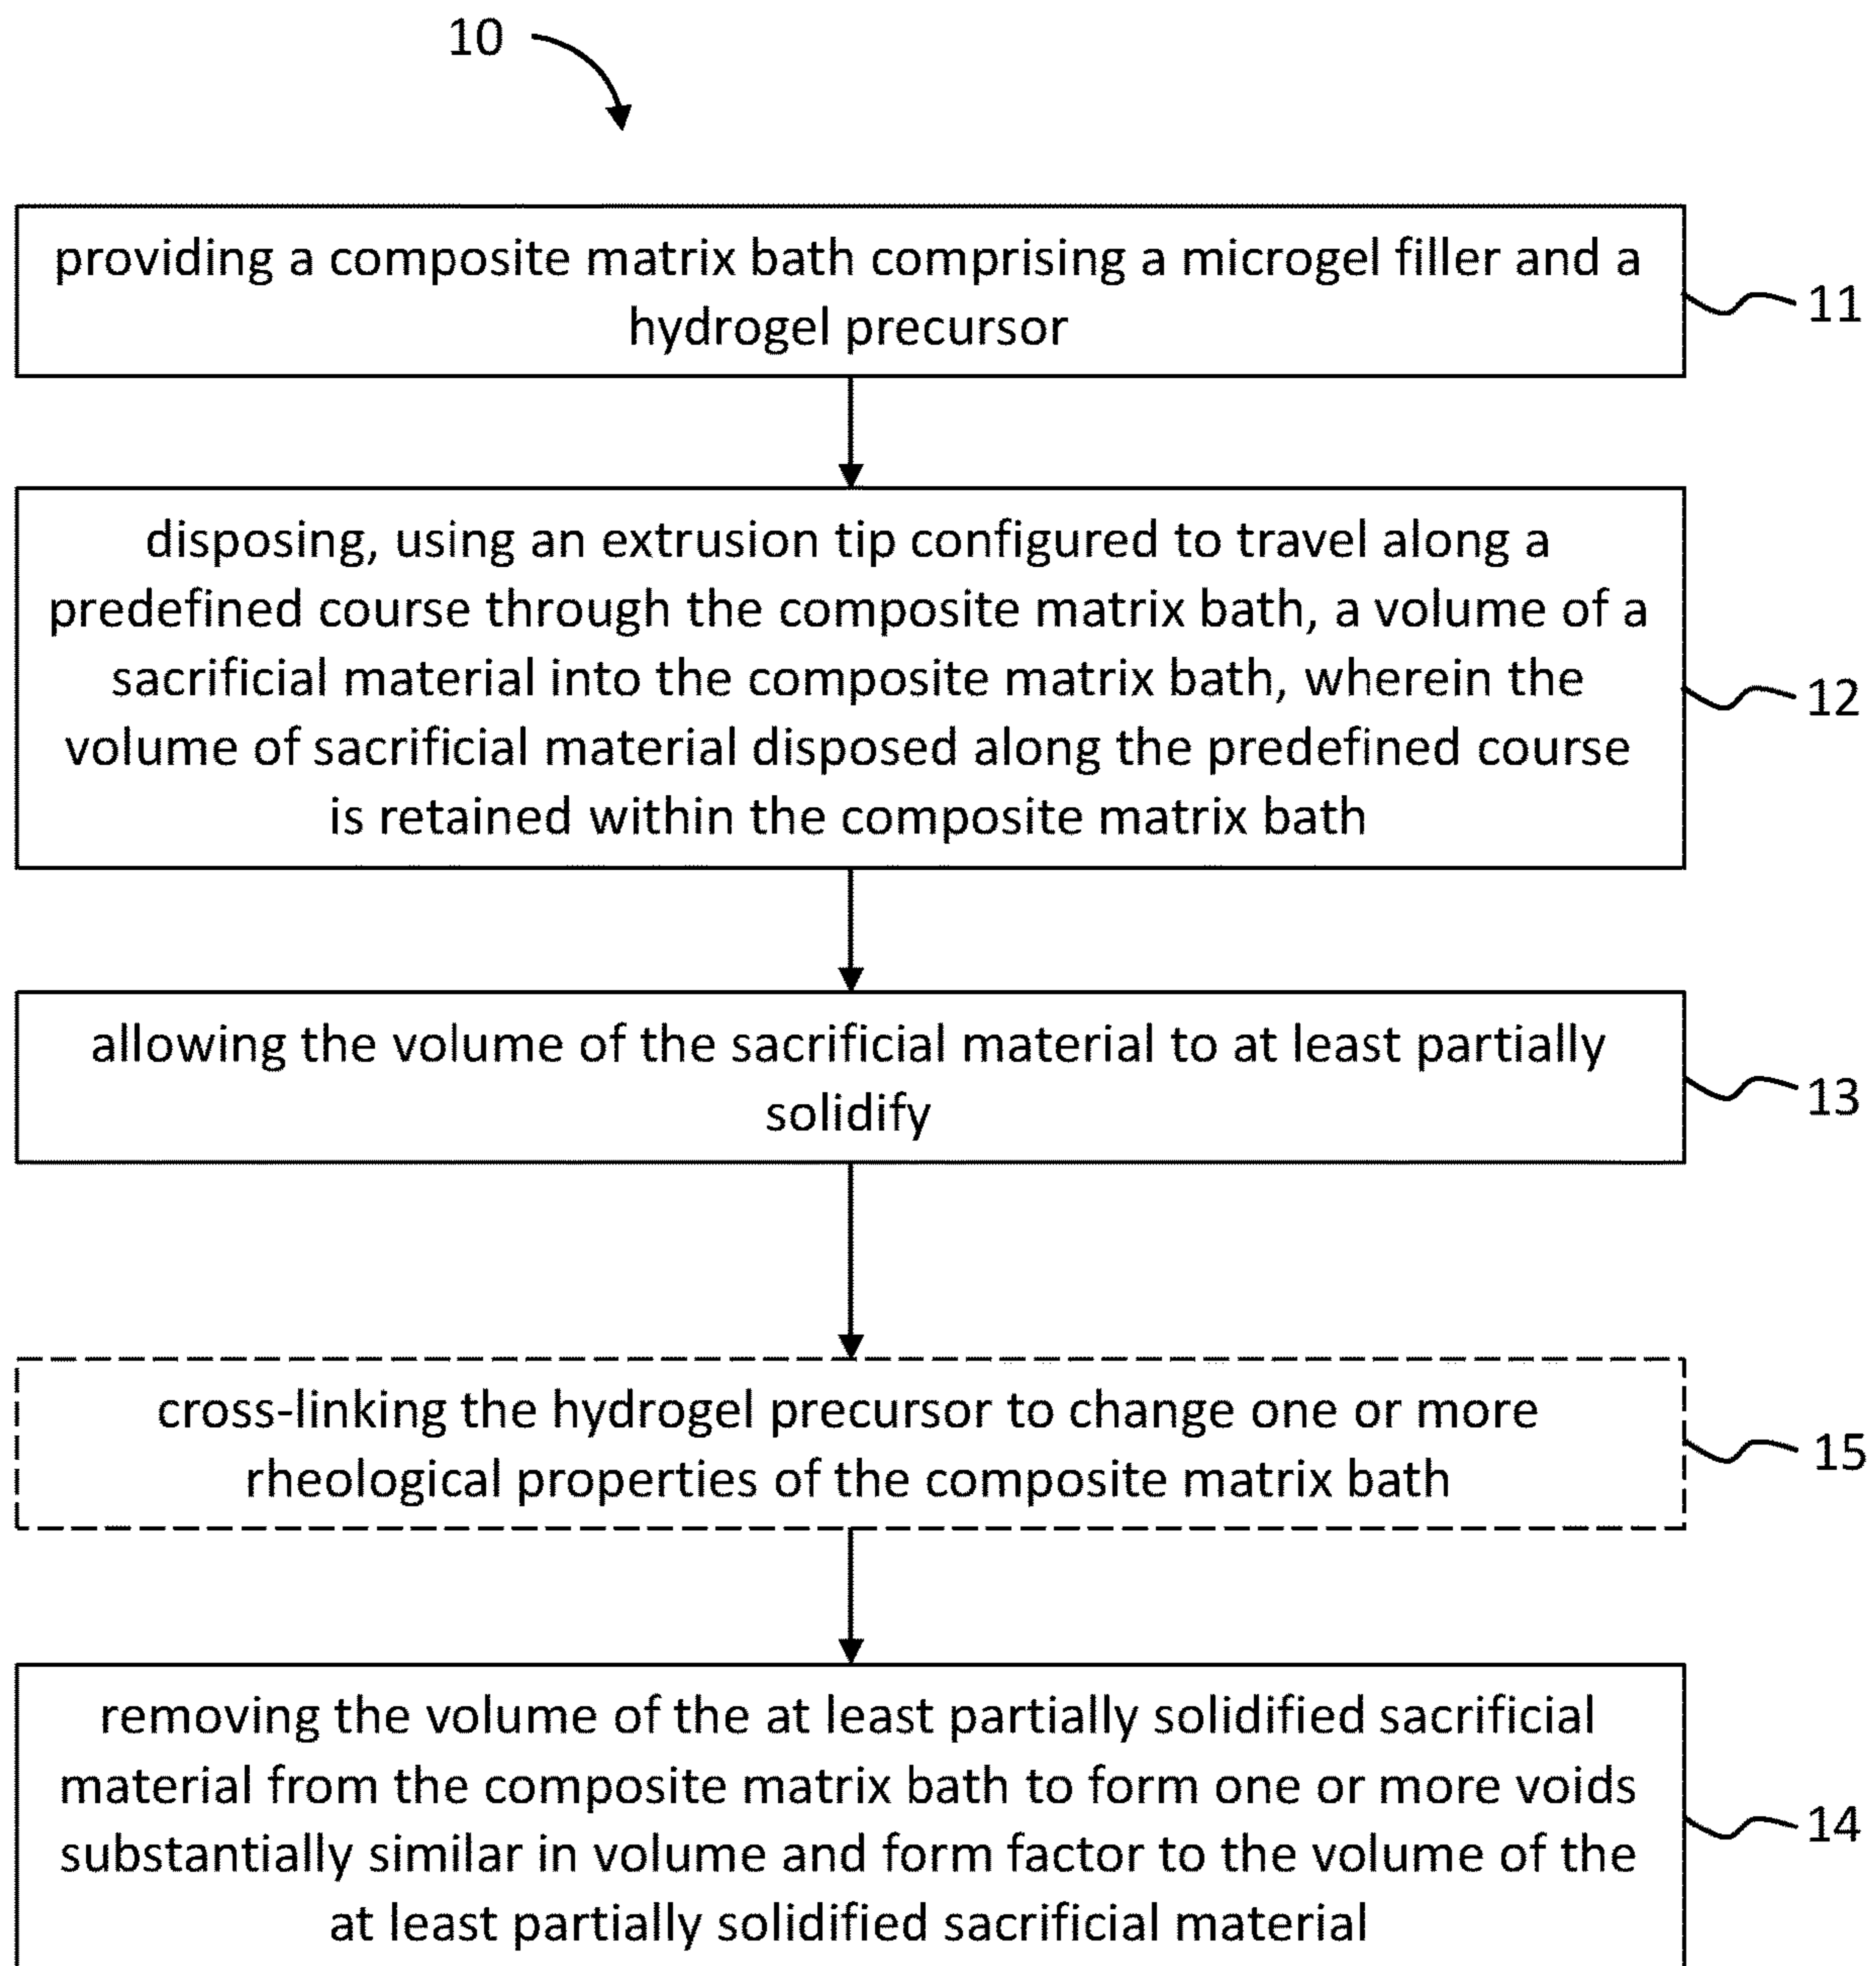 10
providing a composite matrix bath comprising a microgel filler and a
hydrogel precursor
11
disposing, using an extrusion tip configured to travel along a
predefined course through the composite matrix bath, a volume of a
sacrificial material into the composite matrix bath, wherein the
volume of sacrificial material disposed along the predefined course
is retained within the composite matrix bath
12
allowing the volume of the sacrificial material to at least partially
solidify
13
cross-linking the hydrogel precursor to change one or more
rheological properties of the composite matrix bath
15
removing the volume of the at least partially solidified sacrificial
material from the composite matrix bath to form one or more voids
substantially similar in volume and form factor to the volume of the
at least partially solidified sacrificial material
14